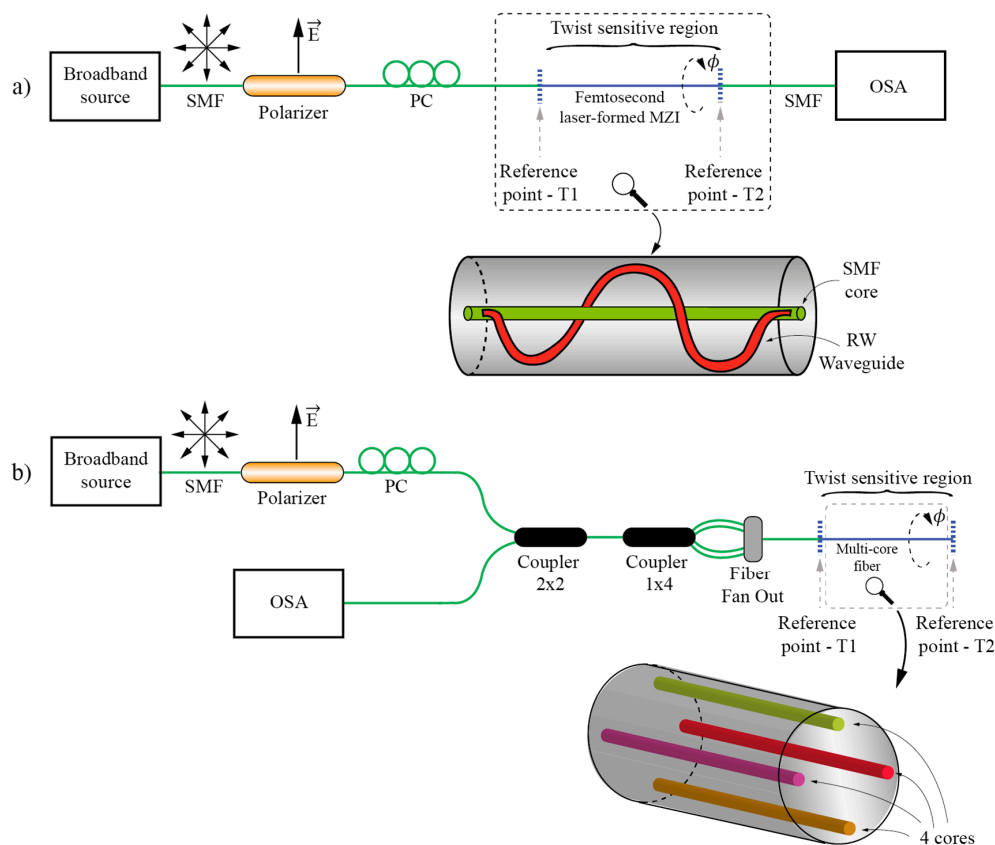 a)
Broadband
source
SMF
E
Polarizer
PC
Twist sensitive region
ϕ
Femtosecond
laser-formed MZI
SMF
OSA
Reference
point - T1
Reference
point - T2
SMF
core
RW
Waveguide
b)
Broadband
source
SMF
E
Polarizer
PC
Coupler
2x2
Coupler
1x4
Fiber
Fan Out
OSA
Twist sensitive region
ϕ
Multi-core
fiber
Reference
point - T1
Reference
point - T2
4 cores